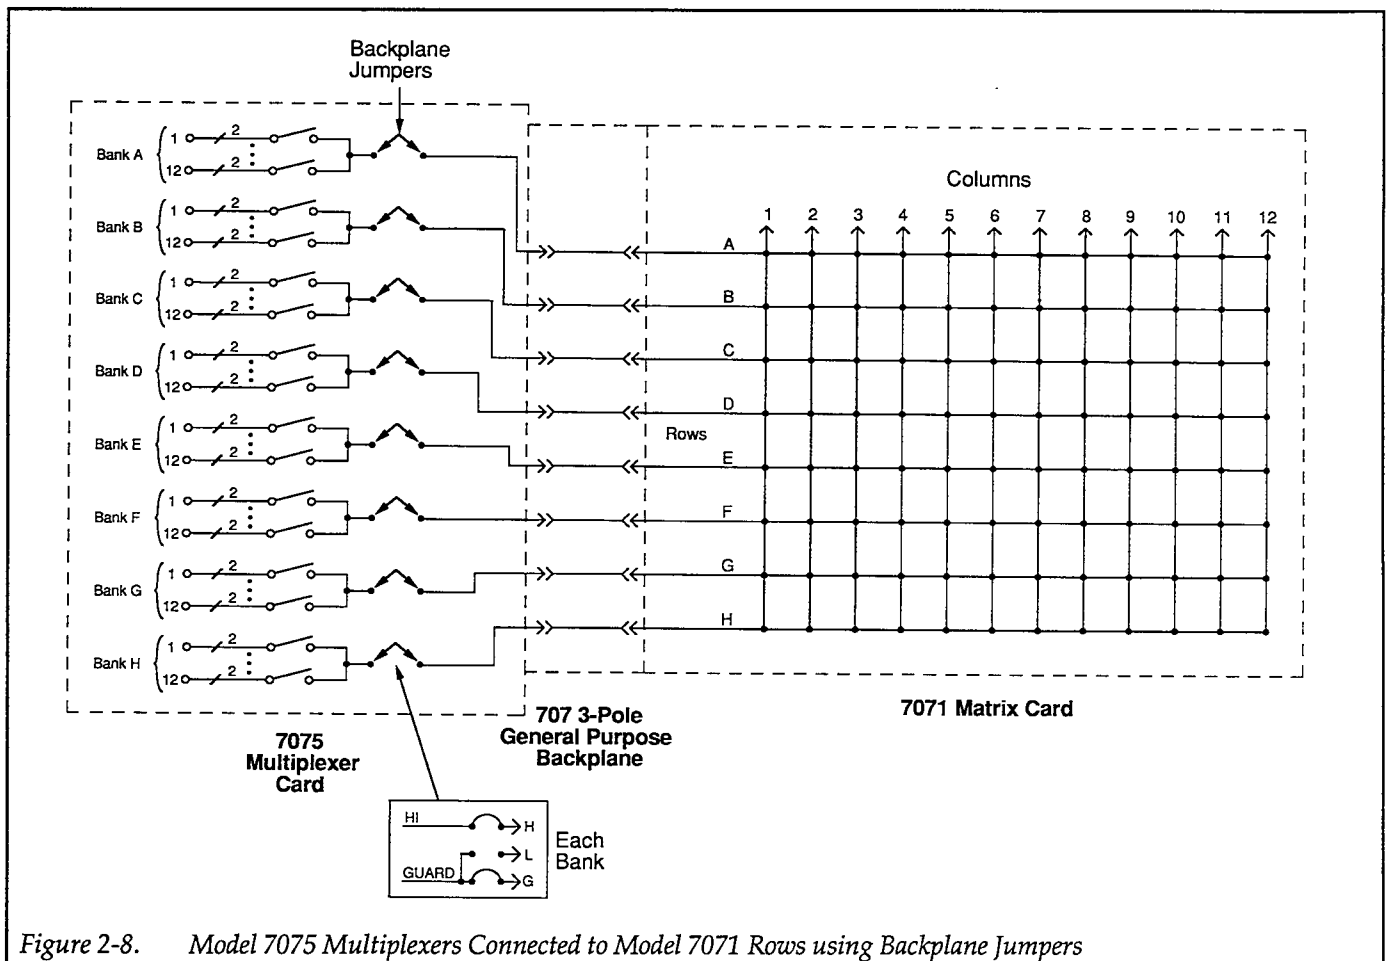 Backplane
Jumpers
Bank A
1
2
12
2
Bank B
1
2
12
2
Bank C
1
2
12
2
Bank D
1
2
12
2
Bank E
1
2
12
2
Bank F
1
2
12
2
Bank G
1
2
12
2
Bank H
1
2
12
2
Columns
1 2 3 4 5 6 7 8 9 10 11 12
A
B
C
D
Rows
E
F
G
H
7075
Multiplexer
Card
707 3-Pole
General Purpose
Backplane
7071 Matrix Card
HI H
L
GUARD G
Each
Bank
Figure 2-8. Model 7075 Multiplexers Connected to Model 7071 Rows using Backplane Jumpers